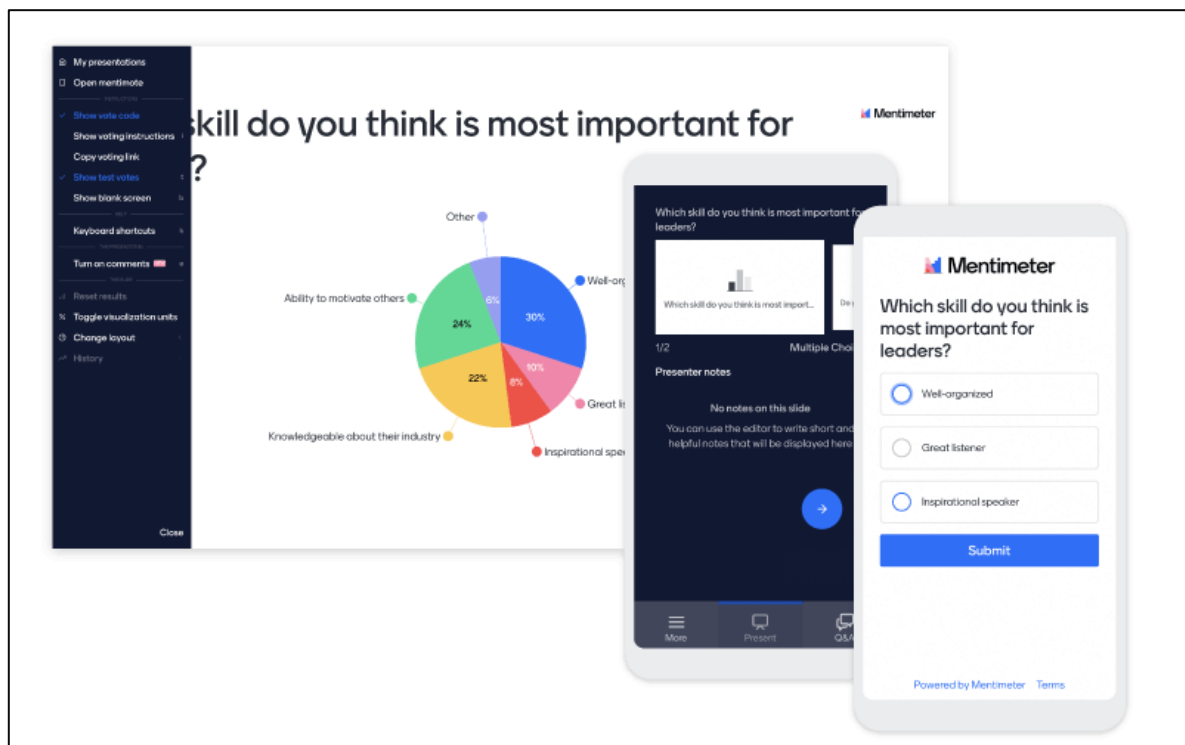 My presentations
Open mentimote
Show vote code
Show voting instructions
Copy voting link
Show test votes
Show blank screen
Keyboard shortcuts
Turn on comments
Reset results
Toggle visualization units
Change layout
History
Close
skill do you think is most important for
?
Mentimeter
Other
6%
Well-org
30%
Ability to motivate others
24%
10%
22%
8%
Great li
Knowledgeable about their industry
Inspirational spe
Which skill do you think is most important for
leaders?
Which skill do you think is most import...
1/2
Multiple Choi
Presenter notes
No notes on this slide
You can use the editor to write short and
helpful notes that will be displayed here
More
Present
Q&A
Mentimeter
Which skill do you think is
most important for
leaders?
Well-organized
Great listener
Inspirational speaker
Submit
Powered by Mentimeter
Terms